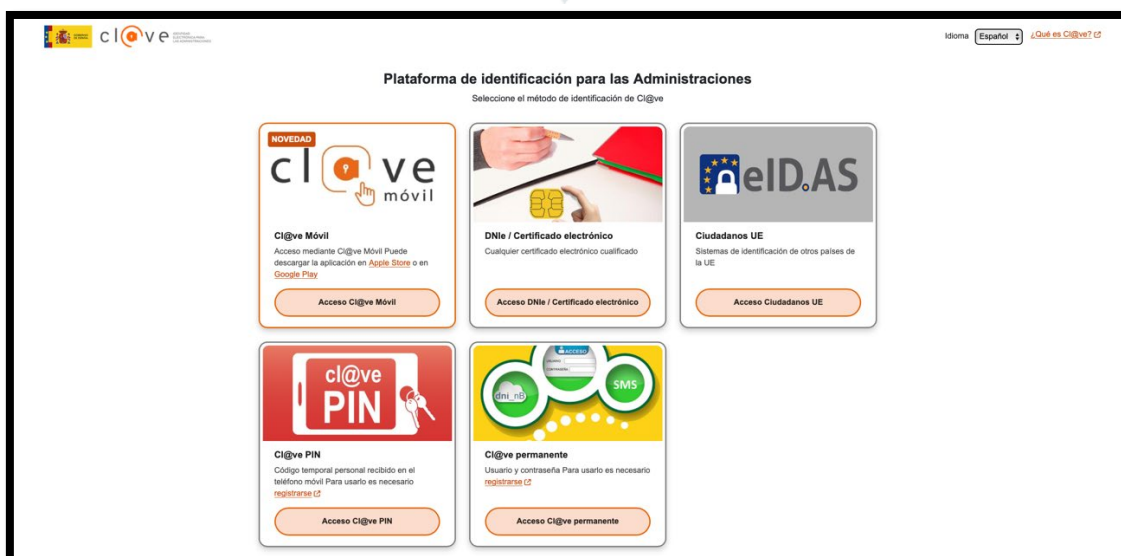 cl@ve
Idioma Español ¿Qué es Cl@ve?
Plataforma de identificación para las Administraciones
Seleccione el método de identificación de Cl@ve
NOVEDAD
cl@ve
móvil
Cl@ve Móvil
Acceso mediante Cl@ve Móvil Puede
descargar la aplicación en Apple Store o en
Google Play
Acceso Cl@ve Móvil
DNIe / Certificado electrónico
Cualquier certificado electrónico cualificado
Acceso DNIe / Certificado electrónico
eID.AS
Ciudadanos UE
Sistemas de identificación de otros países de
la UE
Acceso Ciudadanos UE
cl@ve
PIN
Cl@ve PIN
Código temporal personal recibido en el
teléfono móvil Para usarlo es necesario
registrarse
Acceso Cl@ve PIN
ACCESO
dni_nB
SMS
Cl@ve permanente
Usuario y contraseña Para usarlo es necesario
registrarse
Acceso Cl@ve permanente